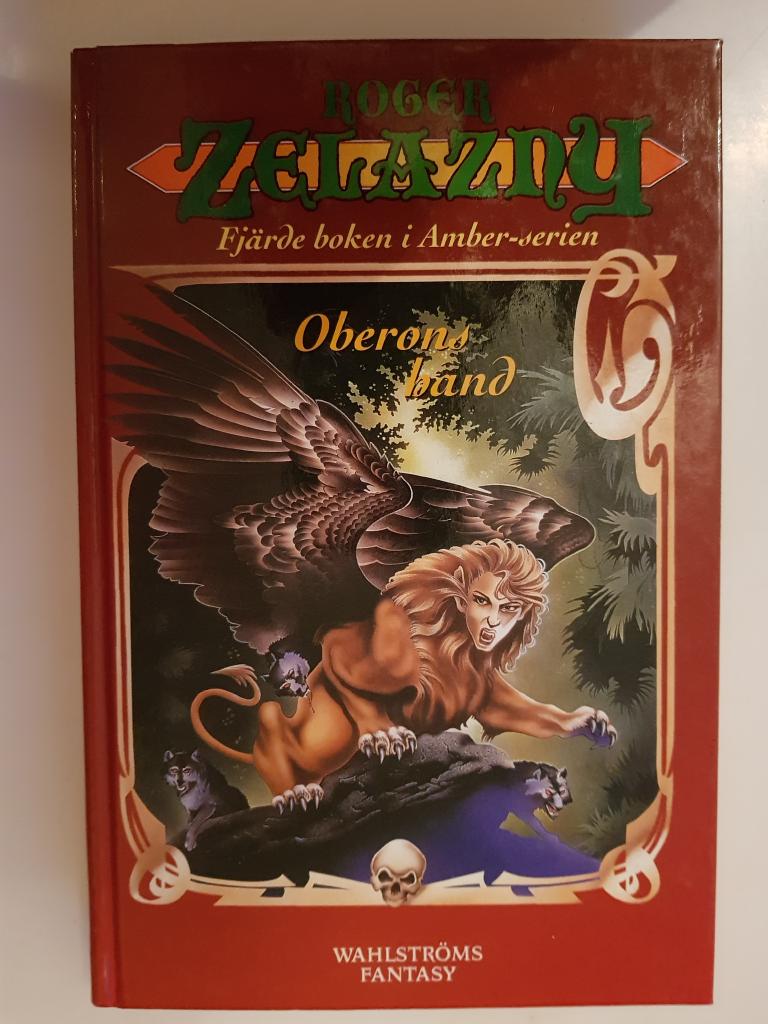 ROGER
ZELAZNY
Fjärde boken i Amber-serien
Oberons
hand
WAHLSTRÖMS
FANTASY